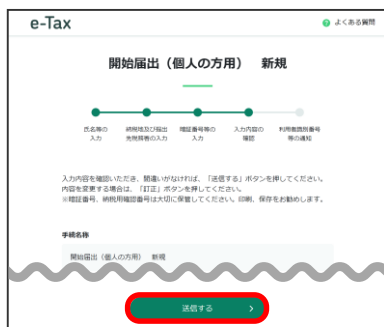 e-Tax
? よくある質問
開始届出（個人の方用）　新規
氏名等の
入力
納税地及び提出
先税務署等の入力
暗証番号等の
入力
入力内容の
確認
利用者識別番号
等の通知
入力内容を確認いただき、間違いがなければ、「送信する」ボタンを押してください。
内容を変更する場合は、「訂正」ボタンを押してください。
※暗証番号、納税用確認番号は大切に保管してください。印刷、保存をお勧めします。
手続名称
開始届出（個人の方用）　新規
送信する